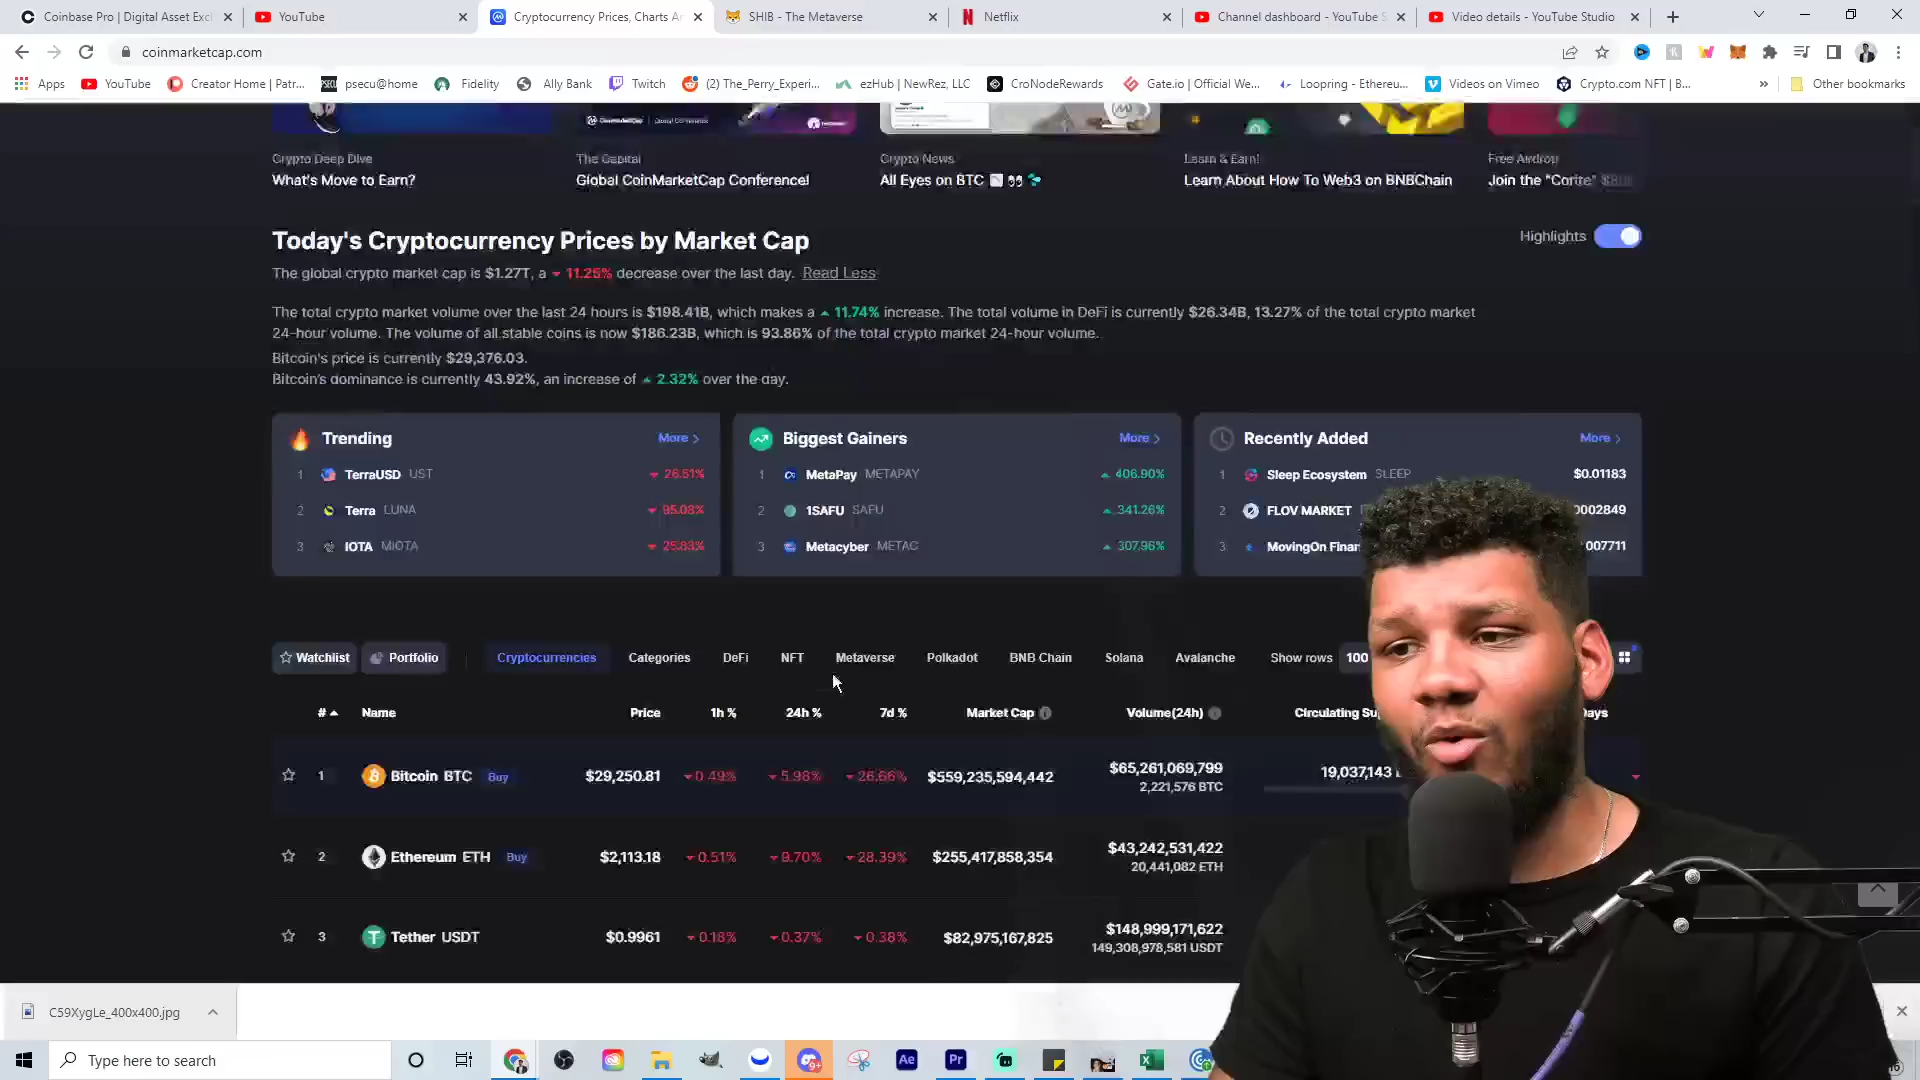 Coinbase Pro | Digital Asset Exc
YouTube
Cryptocurrency Prices, Charts A
SHIB - The Metaverse
Netflix
Channel dashboard - YouTube S
Video details - YouTube Studio
coinmarketcap.com
Apps
YouTube
Creator Home | Patr...
psecu@home
Fidelity
Ally Bank
Twitch
(2) The_Perry_Experi...
ezHub | NewRez, LLC
CroNodeRewards
Gate.io | Official We...
Loopring - Ethereu...
Videos on Vimeo
Crypto.com NFT | B...
Other bookmarks
Crypto Deep Dive
What's Move to Earn?
The Capital
Global CoinMarketCap Conference!
Crypto News
All Eyes on BTC
Learn & Earn!
Learn About How To Web3 on BNBChain
Free Airdrop
Join the "Corite"
Today's Cryptocurrency Prices by Market Cap
Highlights
The global crypto market cap is $1.27T, a 11.25% decrease over the last day. Read Less
The total crypto market volume over the last 24 hours is $198.41B, which makes a 11.74% increase. The total volume in DeFi is currently $26.34B, 13.27% of the total crypto market
24-hour volume. The volume of all stable coins is now $186.23B, which is 93.86% of the total crypto market 24-hour volume.
Bitcoin's price is currently $29,376.03.
Bitcoin's dominance is currently 43.92%, an increase of 2.32% over the day.
Trending
More
1 TerraUSD UST 26.51%
2 Terra LUNA 95.08%
3 IOTA MIOTA 25.83%
Biggest Gainers
More
1 MetaPay METAPAY 406.90%
2 1SAFU SAFU 341.26%
3 Metacyber METAC 307.96%
Recently Added
More
1 Sleep Ecosystem SLEEP $0.01183
2 FLOV MARKET 0002849
3 MovingOn Finan 007711
Watchlist Portfolio Cryptocurrencies Categories DeFi NFT Metaverse Polkadot BNB Chain Solana Avalanche Show rows 100
# Name Price 1h % 24h % 7d % Market Cap Volume(24h) Circulating Su Days
1 Bitcoin BTC Buy $29,250.81 0.49% 5.98% 26.66% $559,235,594,442 $65,261,069,799 19,037,143
2,221,576 BTC
2 Ethereum ETH Buy $2,113.18 0.51% 9.70% 28.39% $255,417,858,354 $43,242,531,422
20,441,082 ETH
3 Tether USDT $0.9961 0.18% 0.37% 0.38% $82,975,167,825 $148,999,171,622
149,308,978,581 USDT
C59XygLe_400x400.jpg
Type here to search
Ae
Pr